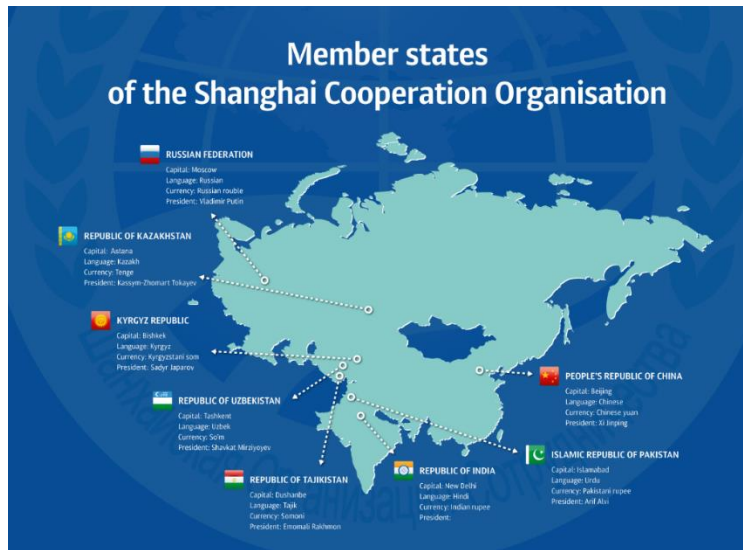 Member states
of the Shanghai Cooperation Organisation
RUSSIAN FEDERATION
Capital: Moscow
Language: Russian
Currency: Russian rouble
President: Vladimir Putin
REPUBLIC OF KAZAKHSTAN
Capital: Astana
Language: Kazakh
Currency: Tenge
President: Kassym-Zhomart Tokayev
KYRGYZ REPUBLIC
Capital: Bishkek
Language: Kyrgyz
Currency: Kyrgyzstani som
President: Sadyr Japarov
REPUBLIC OF UZBEKISTAN
Capital: Tashkent
Language: Uzbek
Currency: So'm
President: Shavkat Mirziyoyev
REPUBLIC OF TAJIKISTAN
Capital: Dushanbe
Language: Tajik
Currency: Somoni
President: Emomali Rakhmon
REPUBLIC OF INDIA
Capital: New Delhi
Language: Hindi
Currency: Indian rupee
President:
PEOPLE'S REPUBLIC OF CHINA
Capital: Beijing
Language: Chinese
Currency: Chinese yuan
President: Xi Jinping
ISLAMIC REPUBLIC OF PAKISTAN
Capital: Islamabad
Language: Urdu
Currency: Pakistani rupee
President: Arif Alvi